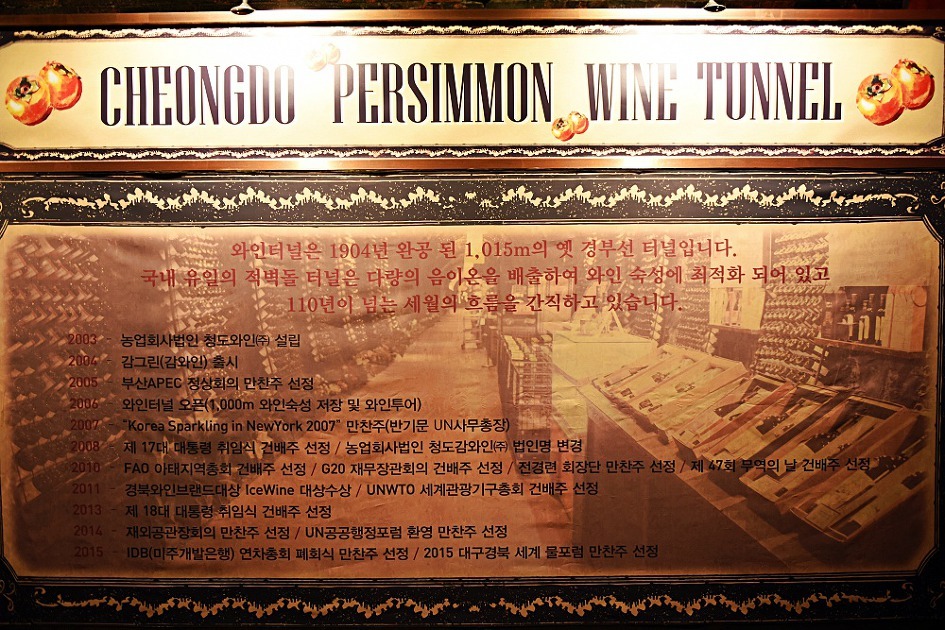 CHEONGDO PERSIMMON WINE TUNNEL
와인터널은 1904년 완공 된 1,015m의 옛 경부선 터널입니다.
국내 유일의 적벽돌 터널은 다량의 음이온을 배출하여 와인 숙성에 최적화 되어 있고
110년이 넘는 세월의 흐름을 간직하고 있습니다.
2003 - 농업회사법인 청도와인㈜ 설립
2004 - 감그린(감와인) 출시
2005 - 부산APEC 정상회의 만찬주 선정
2006 - 와인터널 오픈(1,000m 와인숙성 저장 및 와인투어)
2007 - "Korea Sparkling in NewYork 2007" 만찬주(반기문 UN사무총장)
2008 - 제 17대 대통령 취임식 건배주 선정 / 농업회사법인 청도감와인㈜ 법인명 변경
2010 - FAO 아태지역총회 건배주 선정 / G20 재무장관회의 건배주 선정 / 전경련 회장단 만찬주 선정 / 제 47회 무역의 날 건배주 선정
2011 - 경북와인브랜드대상 IceWine 대상수상 / UNWTO 세계관광기구총회 건배주 선정
2013 - 제 18대 대통령 취임식 건배주 선정
2014 - 재외공관장회의 만찬주 선정 / UN공공행정포럼 환영 만찬주 선정
2015 - IDB(미주개발은행) 연차총회 폐회식 만찬주 선정 / 2015 대구경북 세계 물포럼 만찬주 선정